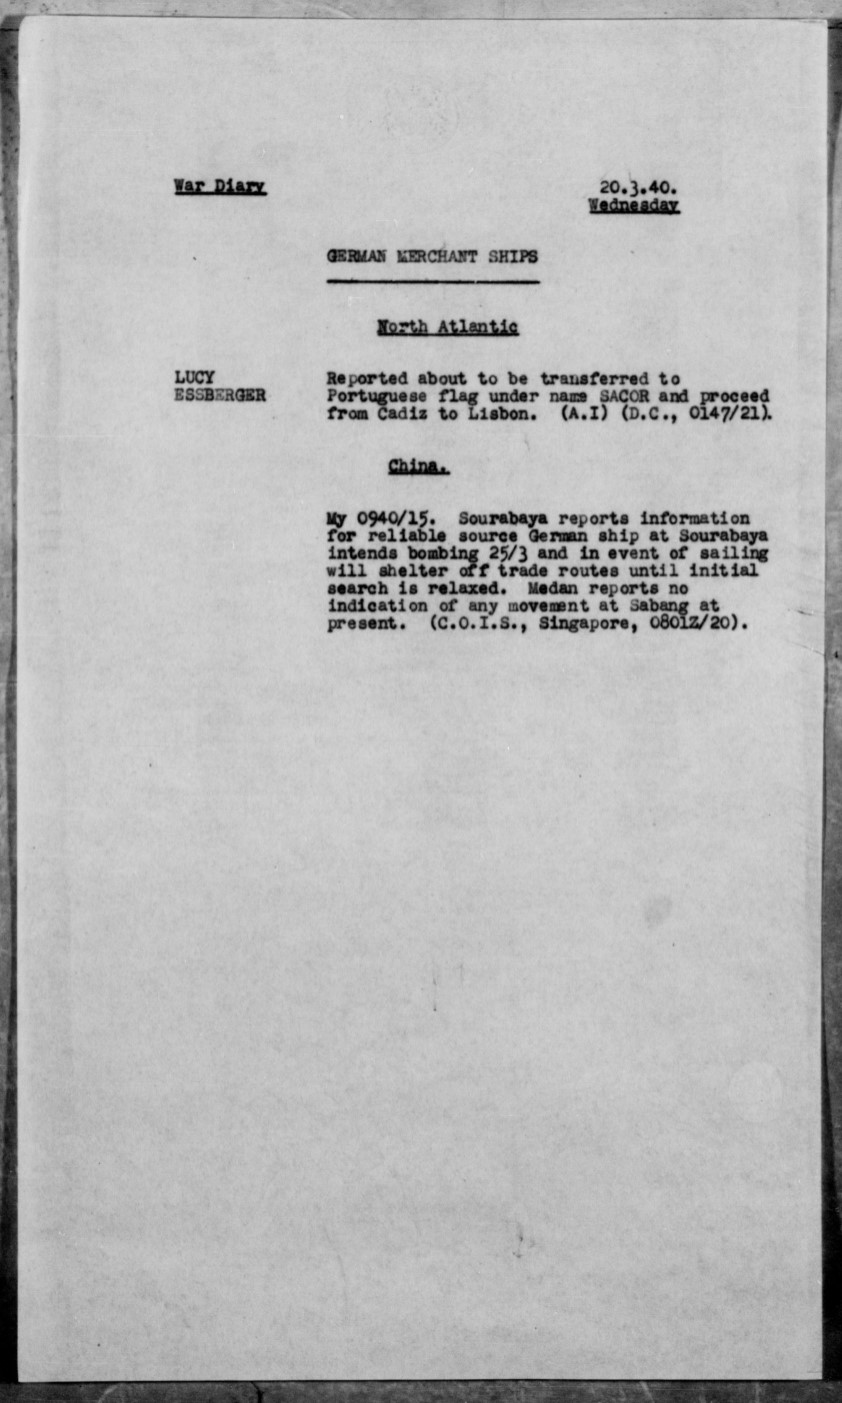 War Diary
20.3.40.
Wednesday
GERMAN MERCHANT SHIPS
North Atlantic
LUCY
ESSBERGER
Reported about to be transferred to
Portuguese flag under name SACOR and proceed
from Cadiz to Lisbon. (A.I) (D.C., 0147/21).
China.
My 0940/15. Sourabaya reports information
for reliable source German ship at Sourabaya
intends bombing 25/3 and in event of sailing
will shelter off trade routes until initial
search is relaxed. Medan reports no
indication of any movement at Sabang at
present. (C.O.I.S., Singapore, 0801Z/20).